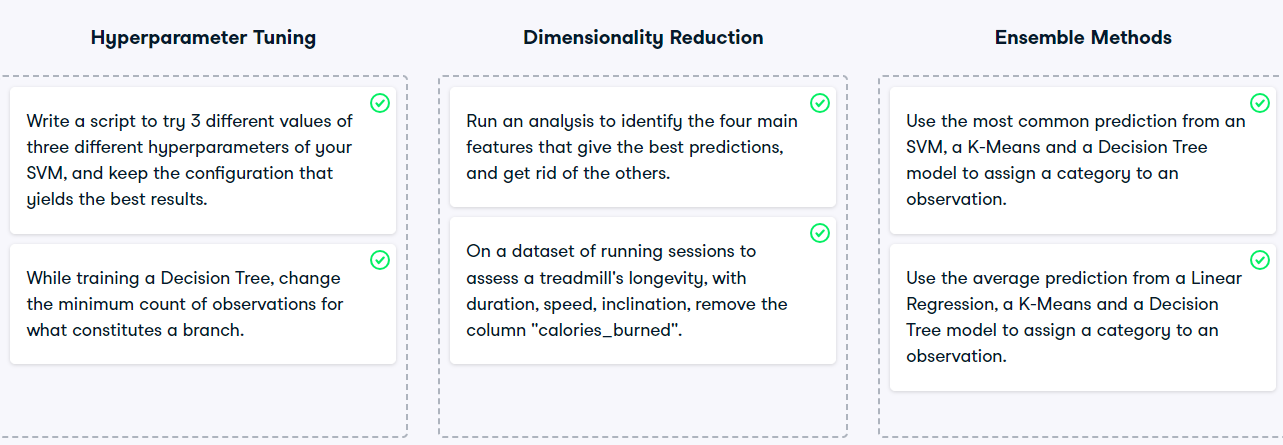 Hyperparameter Tuning
Write a script to try 3 different values of
three different hyperparameters of your
SVM, and keep the configuration that
yields the best results.
While training a Decision Tree, change
the minimum count of observations for
what constitutes a branch.
Dimensionality Reduction
Run an analysis to identify the four main
features that give the best predictions,
and get rid of the others.
On a dataset of running sessions to
assess a treadmill's longevity, with
duration, speed, inclination, remove the
column "calories_burned".
Ensemble Methods
Use the most common prediction from an
SVM, a K-Means and a Decision Tree
model to assign a category to an
observation.
Use the average prediction from a Linear
Regression, a K-Means and a Decision
Tree model to assign a category to an
observation.